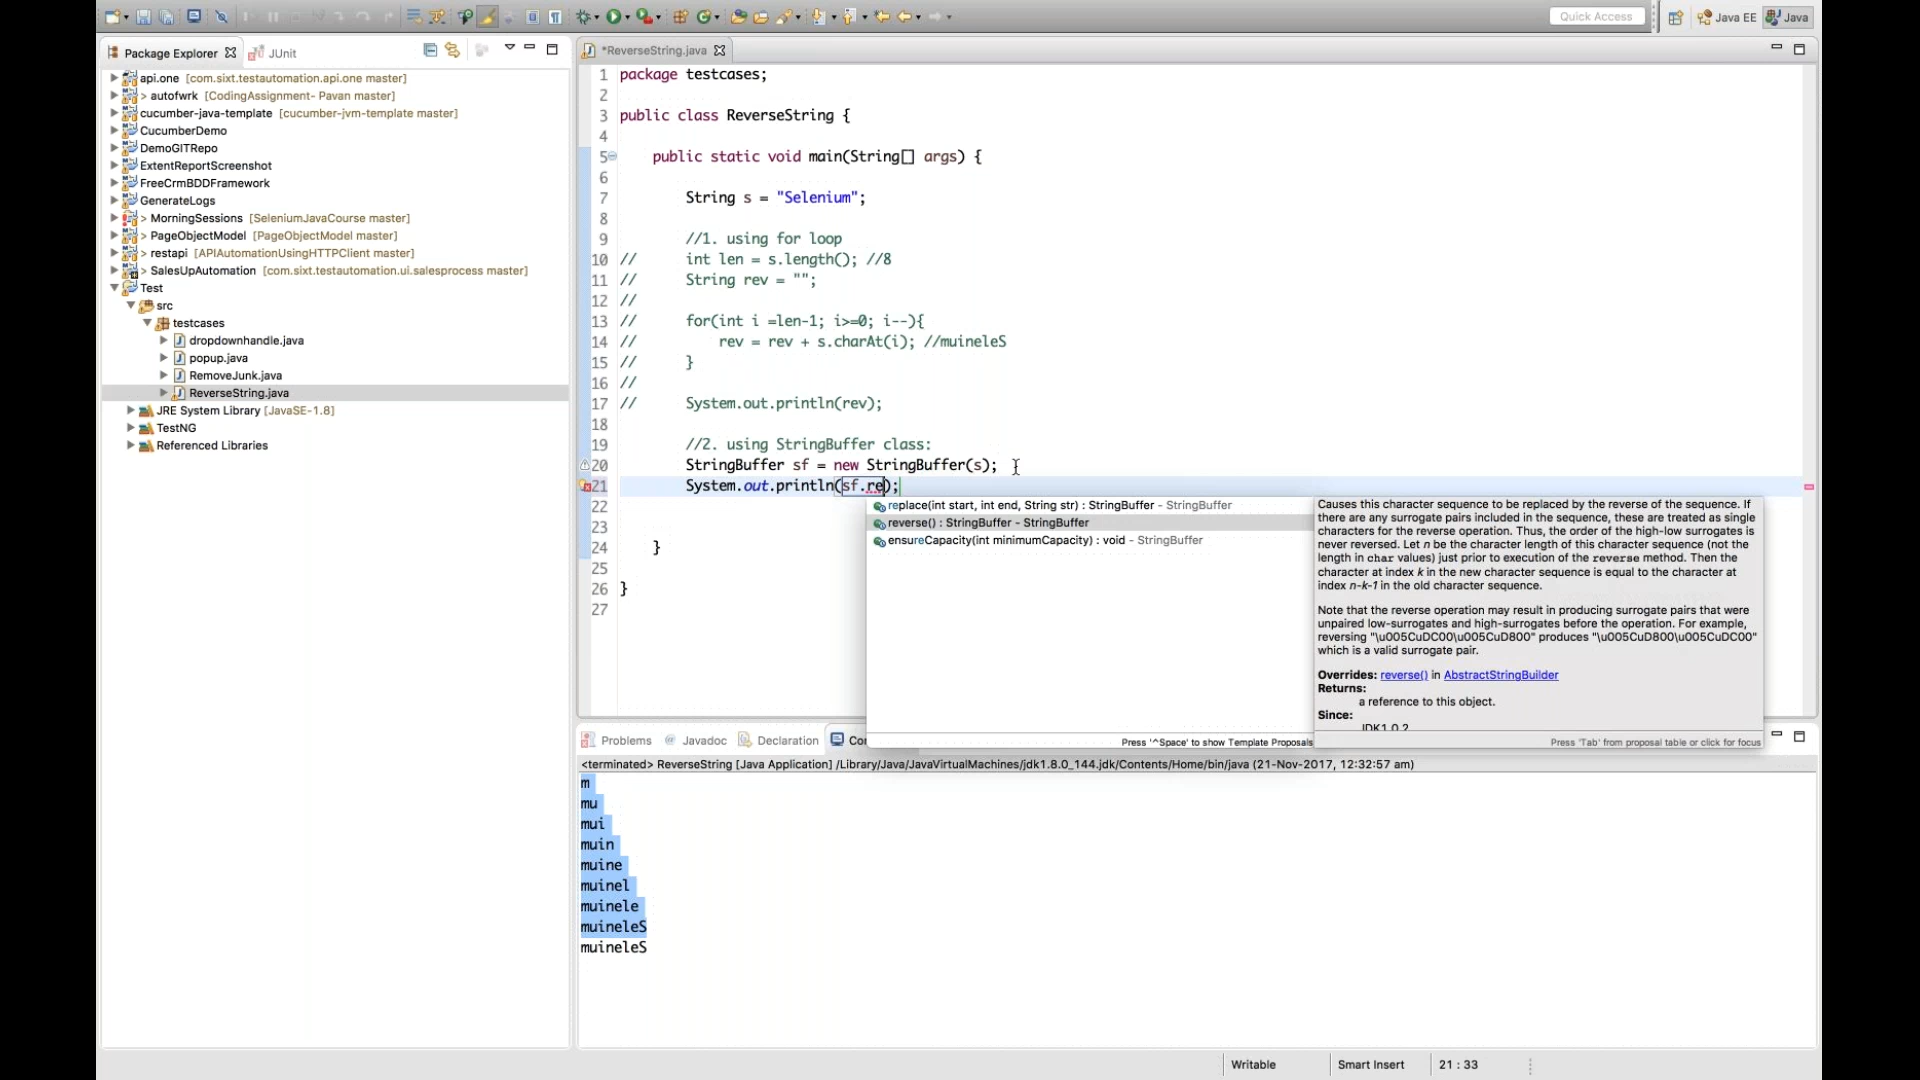 Quick Access
Java EE
Java
Package Explorer
JUnit
*ReverseString.java
api.one [com.sixt.testautomation.api.one master]
> autofwrk [CodingAssignment- Pavan master]
cucumber-java-template [cucumber-jvm-template master]
CucumberDemo
DemoGITRepo
ExtentReportScreenshot
FreeCrmBDDFramework
GenerateLogs
> MorningSessions [SeleniumJavaCourse master]
> PageObjectModel [PageObjectModel master]
> restapi [APIAutomationUsingHTTPClient master]
> SalesUpAutomation [com.sixt.testautomation.ui.salesprocess master]
Test
src
testcases
dropdownhandle.java
popup.java
RemoveJunk.java
ReverseString.java
JRE System Library [JavaSE-1.8]
TestNG
Referenced Libraries
1 package testcases;
2
3 public class ReverseString {
4
5 public static void main(String[] args) {
6
7 String s = "Selenium";
8
9 //1. using for loop
10 // int len = s.length(); //8
11 // String rev = "";
12 //
13 // for(int i =len-1; i>=0; i--){
14 // rev = rev + s.charAt(i); //muineleS
15 // }
16 //
17 // System.out.println(rev);
18
19 //2. using StringBuffer class:
20 StringBuffer sf = new StringBuffer(s);
21 System.out.println(sf.re);
22
23
24 }
25
26 }
27
replace(int start, int end, String str) : StringBuffer - StringBuffer
reverse() : StringBuffer - StringBuffer
ensureCapacity(int minimumCapacity) : void - StringBuffer
Press '^Space' to show Template Proposals
Causes this character sequence to be replaced by the reverse of the sequence. If
there are any surrogate pairs included in the sequence, these are treated as single
characters for the reverse operation. Thus, the order of the high-low surrogates is
never reversed. Let n be the character length of this character sequence (not the
length in char values) just prior to execution of the reverse method. Then the
character at index k in the new character sequence is equal to the character at
index n-k-1 in the old character sequence.
Note that the reverse operation may result in producing surrogate pairs that were
unpaired low-surrogates and high-surrogates before the operation. For example,
reversing "\u005CuDC00\u005CuD800" produces "\u005CuD800\u005CuDC00"
which is a valid surrogate pair.
Overrides: reverse() in AbstractStringBuilder
Returns:
a reference to this object.
Since:
JDK1.0.2
Press 'Tab' from proposal table or click for focus
Problems
Javadoc
Declaration
Co
<terminated> ReverseString [Java Application] /Library/Java/JavaVirtualMachines/jdk1.8.0_144.jdk/Contents/Home/bin/java (21-Nov-2017, 12:32:57 am)
m
mu
mui
muin
muine
muinel
muinele
muineleS
muineleS
Writable
Smart Insert
21 : 33